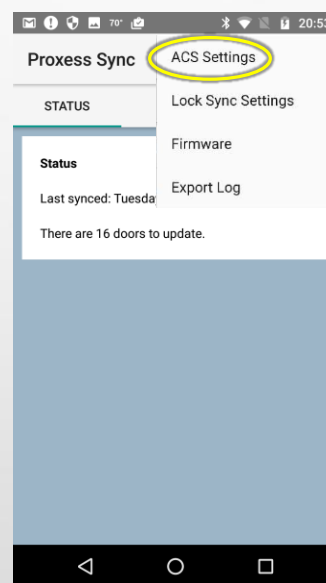 70° 20:53
Proxess Sync
ACS Settings
Lock Sync Settings
Firmware
Export Log
STATUS
Status
Last synced: Tuesda
There are 16 doors to update.